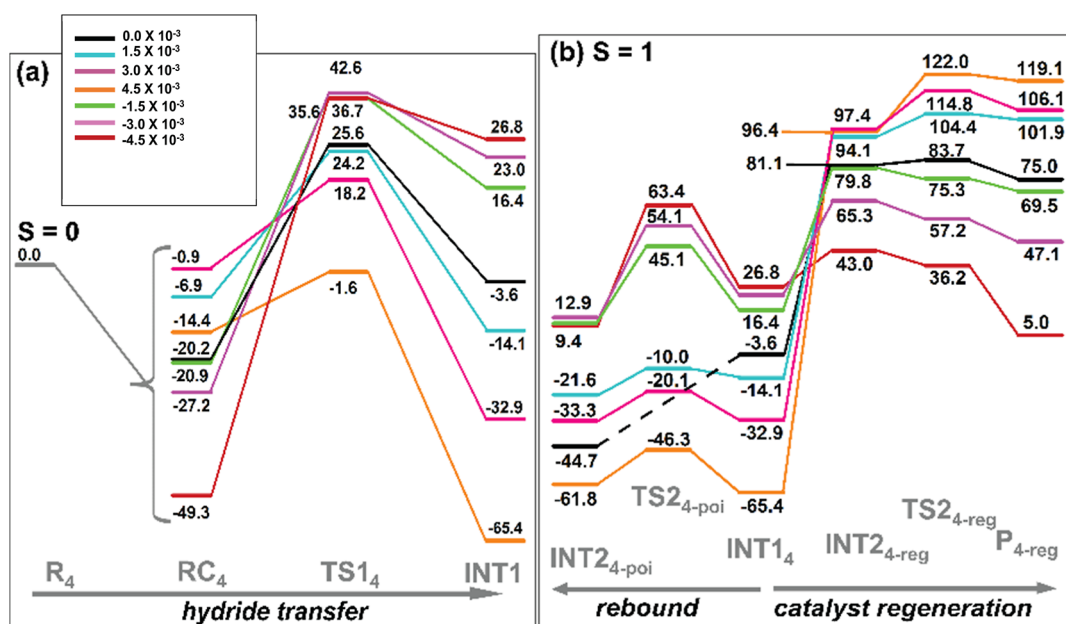 (a)
0.0 X 10-3
1.5 X 10-3
3.0 X 10-3
4.5 X 10-3
-1.5 X 10-3
-3.0 X 10-3
-4.5 X 10-3
S = 0
0.0
-0.9
-6.9
-14.4
-20.2
-20.9
-27.2
-49.3
42.6
35.6
36.7
25.6
24.2
18.2
-1.6
26.8
23.0
16.4
-3.6
-14.1
-32.9
-65.4
R4
RC4
TS14
INT1
hydride transfer
(b) S = 1
12.9
9.4
-21.6
-33.3
-44.7
-61.8
63.4
54.1
45.1
-10.0
-20.1
-46.3
26.8
16.4
-3.6
-14.1
-32.9
-65.4
96.4
81.1
97.4
94.1
79.8
65.3
43.0
122.0
114.8
104.4
83.7
75.3
57.2
36.2
119.1
106.1
101.9
75.0
69.5
47.1
5.0
INT24-poi
TS24-poi
INT14
INT24-reg
TS24-reg
P4-reg
rebound
catalyst regeneration